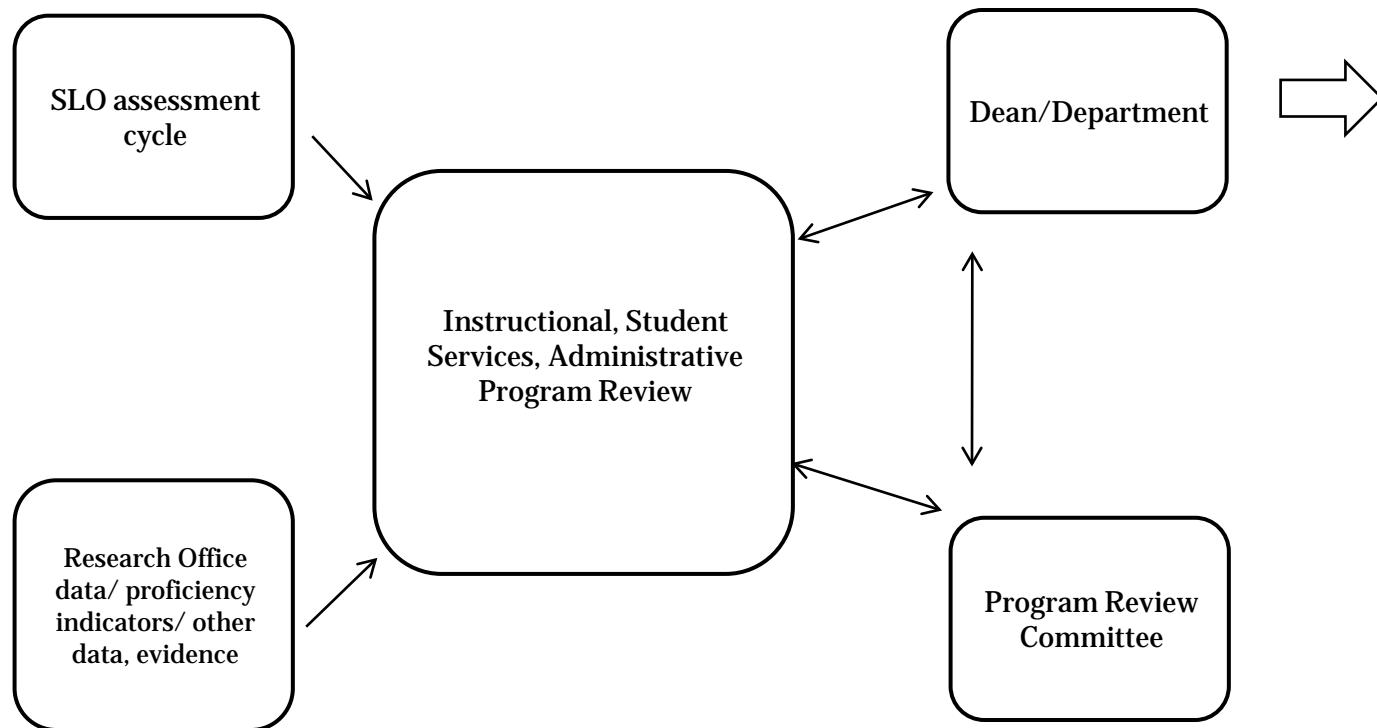 SLO assessment
cycle
Dean/Department
Instructional, Student
Services, Administrative
Program Review
Research Office
data/ proficiency
indicators/ other
data, evidence
Program Review
Committee